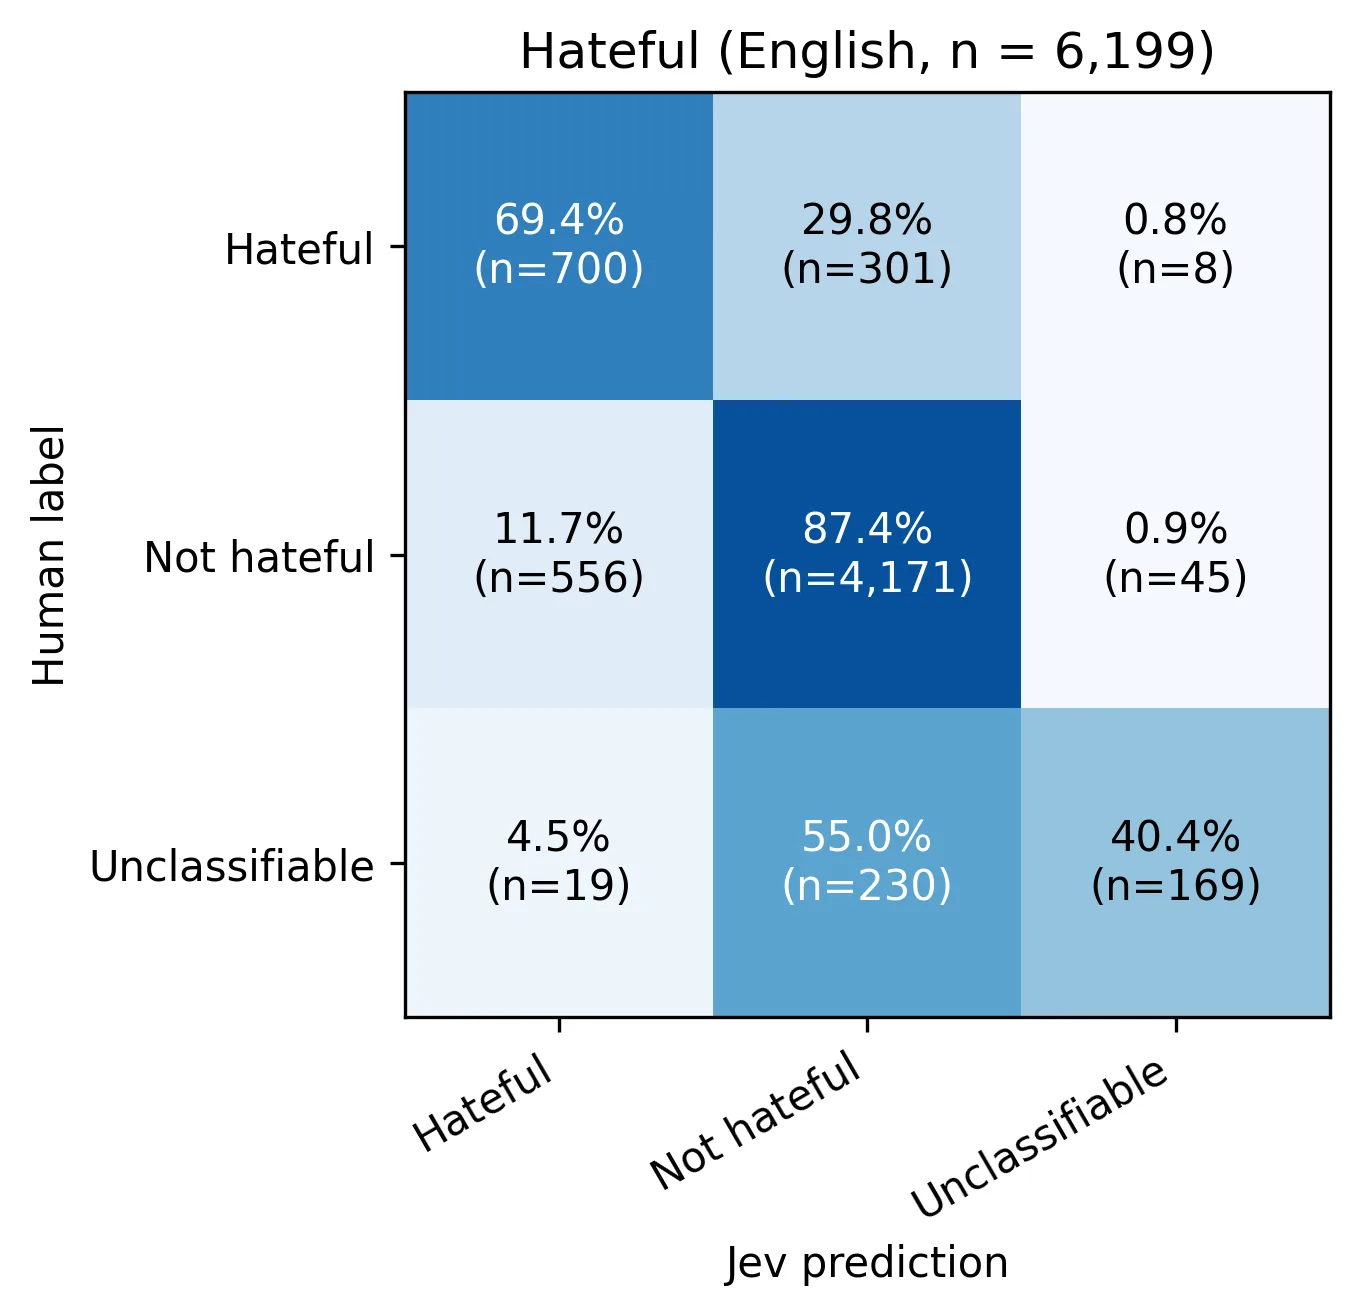 Hateful (English, n = 6,199)
Human label
Hateful
69.4%
(n=700)
29.8%
(n=301)
0.8%
(n=8)
Not hateful
11.7%
(n=556)
87.4%
(n=4,171)
0.9%
(n=45)
Unclassifiable
4.5%
(n=19)
55.0%
(n=230)
40.4%
(n=169)
Hateful
Not hateful
Unclassifiable
Jev prediction